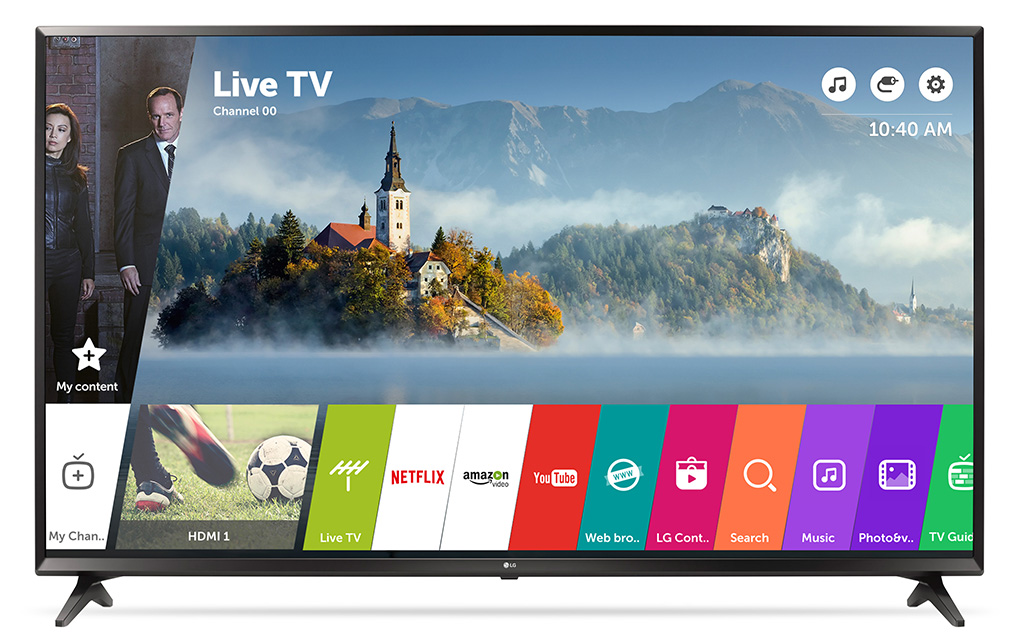 Live TV
Channel 00
10:40 AM
My content
My Chan..
HDMI 1
Live TV
NETFLIX
amazon
video
YouTube
WWW
Web bro..
LG Cont..
Search
Music
Photo&v..
TV Guid
LG